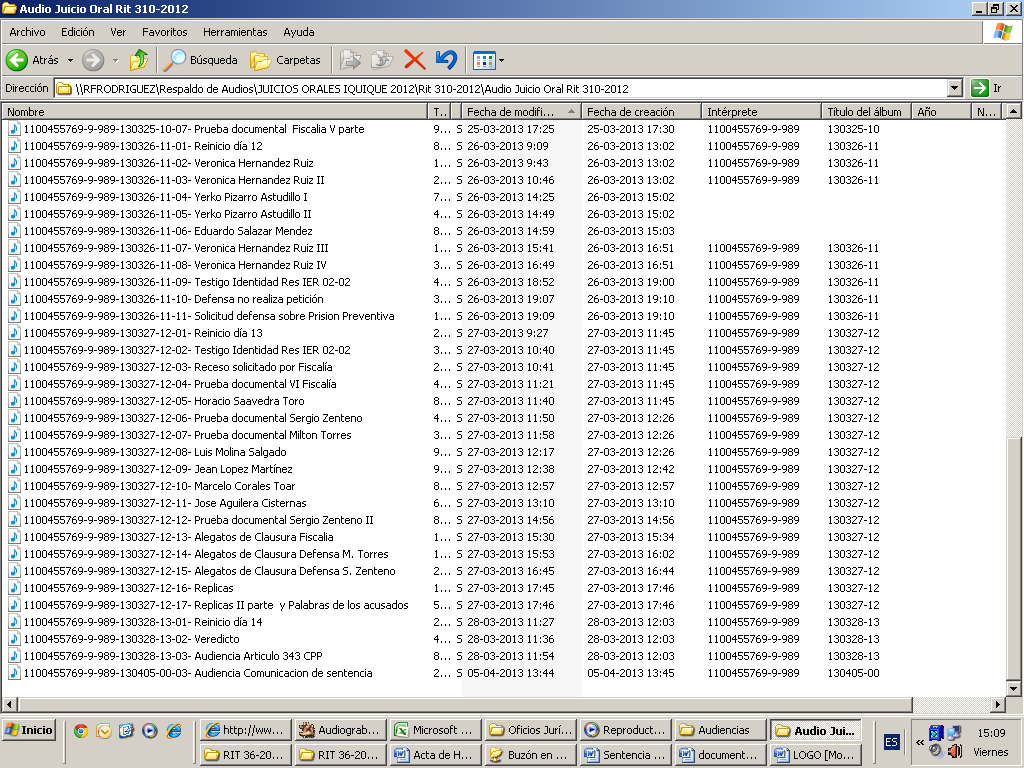 Audio Juicio Oral Rit 310-2012
Archivo Edición Ver Favoritos Herramientas Ayuda
Atrás Búsqueda Carpetas
Dirección \\RFRODRIGUEZ\Respaldo de Audios\JUICIOS ORALES IQUIQUE 2012\Rit 310-2012\Audio Juicio Oral Rit 310-2012 Ir
Nombre T... Fecha de modifi... Fecha de creación Intérprete Título del álbum Año N...
1100455769-9-989-130325-10-07- Prueba documental Fiscalia V parte 9... S 25-03-2013 17:25 25-03-2013 17:30 1100455769-9-989 130325-10
1100455769-9-989-130326-11-01- Reinicio día 12 8... S 26-03-2013 9:09 26-03-2013 13:02 1100455769-9-989 130326-11
1100455769-9-989-130326-11-02- Veronica Hernandez Ruiz 1... S 26-03-2013 9:43 26-03-2013 13:02 1100455769-9-989 130326-11
1100455769-9-989-130326-11-03- Veronica Hernandez Ruiz II 2... S 26-03-2013 10:46 26-03-2013 13:02 1100455769-9-989 130326-11
1100455769-9-989-130326-11-04- Yerko Pizarro Astudillo I 7... S 26-03-2013 14:25 26-03-2013 15:02
1100455769-9-989-130326-11-05- Yerko Pizarro Astudillo II 4... S 26-03-2013 14:49 26-03-2013 15:02
1100455769-9-989-130326-11-06- Eduardo Salazar Mendez 8... S 26-03-2013 14:59 26-03-2013 15:03
1100455769-9-989-130326-11-07- Veronica Hernandez Ruiz III 1... S 26-03-2013 15:41 26-03-2013 16:51 1100455769-9-989 130326-11
1100455769-9-989-130326-11-08- Veronica Hernandez Ruiz IV 3... S 26-03-2013 16:49 26-03-2013 16:51 1100455769-9-989 130326-11
1100455769-9-989-130326-11-09- Testigo Identidad Res IER 02-02 4... S 26-03-2013 18:52 26-03-2013 19:00 1100455769-9-989 130326-11
1100455769-9-989-130326-11-10- Defensa no realiza petición 3... S 26-03-2013 19:07 26-03-2013 19:10 1100455769-9-989 130326-11
1100455769-9-989-130326-11-11- Solicitud defensa sobre Prision Preventiva 1... S 26-03-2013 19:09 26-03-2013 19:10 1100455769-9-989 130326-11
1100455769-9-989-130327-12-01- Reinicio día 13 2... S 27-03-2013 9:27 27-03-2013 11:45 1100455769-9-989 130327-12
1100455769-9-989-130327-12-02- Testigo Identidad Res IER 02-02 3... S 27-03-2013 10:40 27-03-2013 11:45 1100455769-9-989 130327-12
1100455769-9-989-130327-12-03- Receso solicitado por Fiscalía 2... S 27-03-2013 10:41 27-03-2013 11:45 1100455769-9-989 130327-12
1100455769-9-989-130327-12-04- Prueba documental VI Fiscalía 4... S 27-03-2013 11:21 27-03-2013 11:45 1100455769-9-989 130327-12
1100455769-9-989-130327-12-05- Horacio Saavedra Toro 8... S 27-03-2013 11:40 27-03-2013 11:45 1100455769-9-989 130327-12
1100455769-9-989-130327-12-06- Prueba documental Sergio Zenteno 4... S 27-03-2013 11:50 27-03-2013 12:26 1100455769-9-989 130327-12
1100455769-9-989-130327-12-07- Prueba documental Milton Torres 3... S 27-03-2013 11:58 27-03-2013 12:26 1100455769-9-989 130327-12
1100455769-9-989-130327-12-08- Luis Molina Salgado 9... S 27-03-2013 12:17 27-03-2013 12:26 1100455769-9-989 130327-12
1100455769-9-989-130327-12-09- Jean Lopez Martínez 9... S 27-03-2013 12:38 27-03-2013 12:42 1100455769-9-989 130327-12
1100455769-9-989-130327-12-10- Marcelo Corales Toar 8... S 27-03-2013 12:57 27-03-2013 12:57 1100455769-9-989 130327-12
1100455769-9-989-130327-12-11- Jose Aguilera Cisternas 6... S 27-03-2013 13:10 27-03-2013 13:10 1100455769-9-989 130327-12
1100455769-9-989-130327-12-12- Prueba documental Sergio Zenteno II 8... S 27-03-2013 14:56 27-03-2013 14:56 1100455769-9-989 130327-12
1100455769-9-989-130327-12-13- Alegatos de Clausura Fiscalia 1... S 27-03-2013 15:30 27-03-2013 15:34 1100455769-9-989 130327-12
1100455769-9-989-130327-12-14- Alegatos de Clausura Defensa M. Torres 1... S 27-03-2013 15:53 27-03-2013 16:02 1100455769-9-989 130327-12
1100455769-9-989-130327-12-15- Alegatos de Clausura Defensa S. Zenteno 2... S 27-03-2013 16:45 27-03-2013 16:44 1100455769-9-989 130327-12
1100455769-9-989-130327-12-16- Replicas 1... S 27-03-2013 17:45 27-03-2013 17:46 1100455769-9-989 130327-12
1100455769-9-989-130327-12-17- Replicas II parte y Palabras de los acusados 5... S 27-03-2013 17:46 27-03-2013 17:46 1100455769-9-989 130327-12
1100455769-9-989-130328-13-01- Reinicio día 14 2... S 28-03-2013 11:27 28-03-2013 12:03 1100455769-9-989 130328-13
1100455769-9-989-130328-13-02- Veredicto 4... S 28-03-2013 11:36 28-03-2013 12:03 1100455769-9-989 130328-13
1100455769-9-989-130328-13-03- Audiencia Articulo 343 CPP 8... S 28-03-2013 11:54 28-03-2013 12:03 1100455769-9-989 130328-13
1100455769-9-989-130405-00-03- Audiencia Comunicacion de sentencia 2... S 05-04-2013 13:44 05-04-2013 13:45 1100455769-9-989 130405-00
Inicio http://ww... Audiograb... Microsoft ... Oficios Jurí... Reproduct... Audiencias Audio Jui... ES « 15:09
RIT 36-20... RIT 36-20... Acta de H... Buzón en ... Sentencia ... document... LOGO [Mo... Viernes